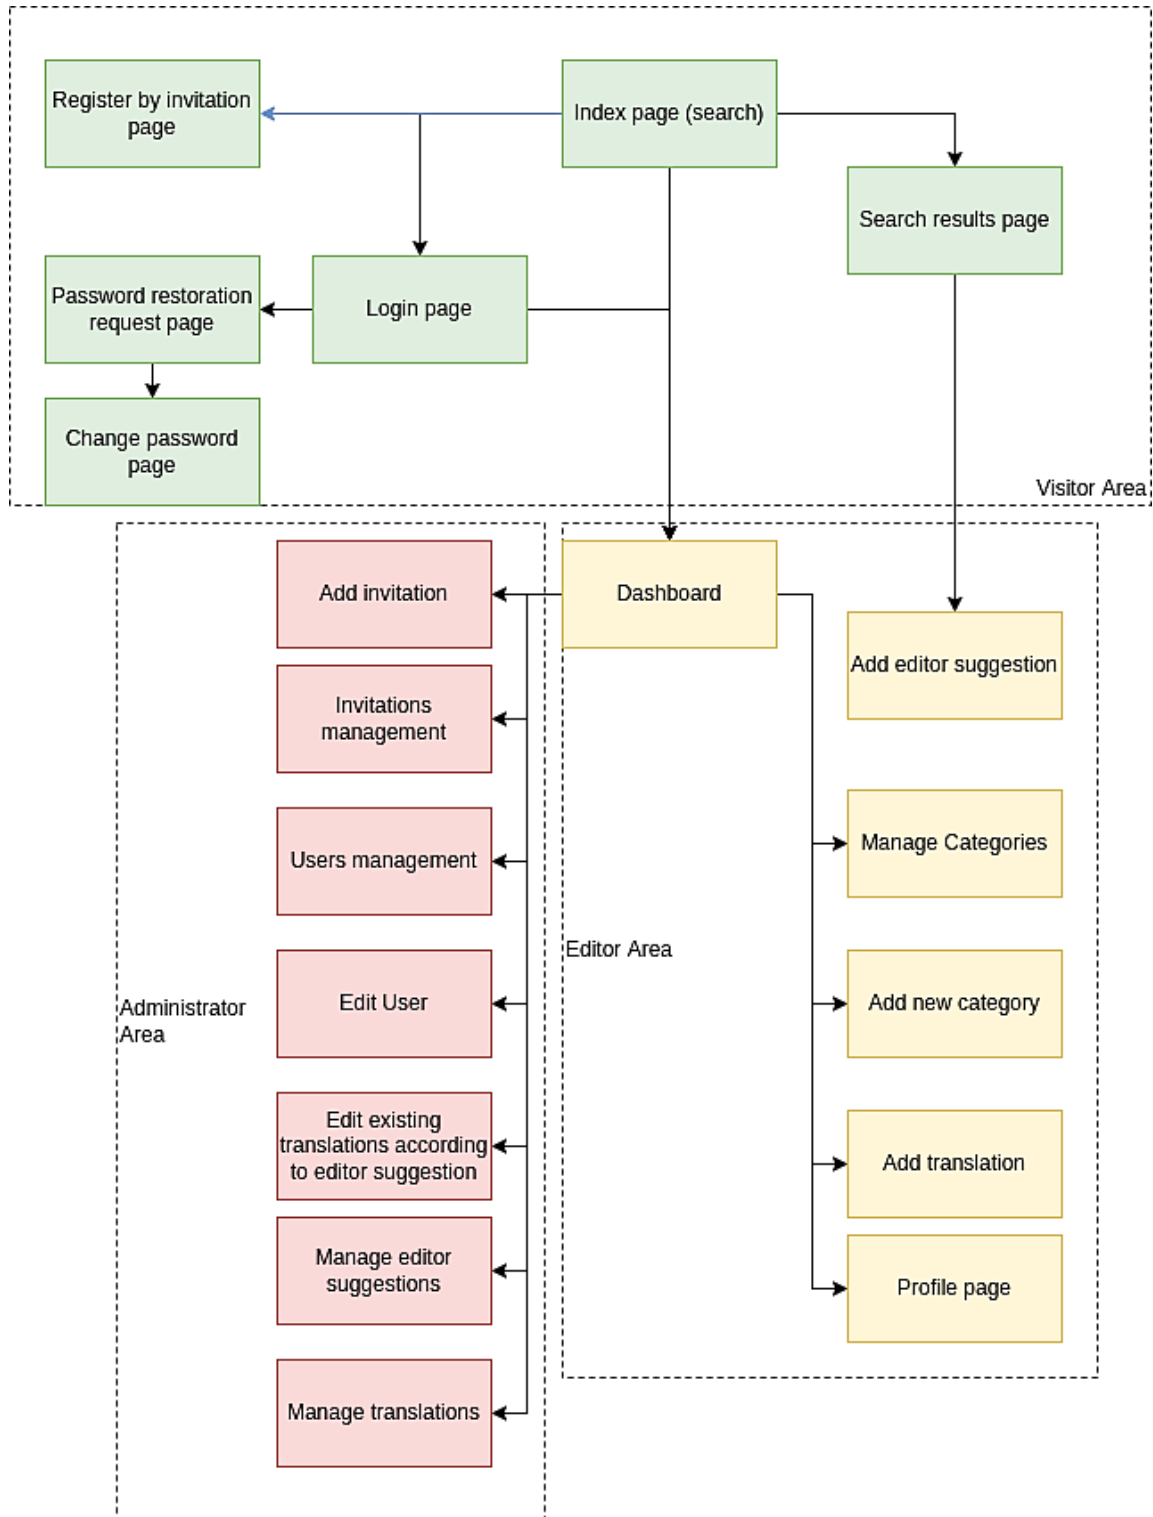 Register by invitation
page
Index page (search)
Search results page
Password restoration
request page
Login page
Change password
page
Visitor Area
Add invitation
Dashboard
Add editor suggestion
Invitations
management
Manage Categories
Users management
Editor Area
Administrator
Area
Edit User
Add new category
Edit existing
translations according
to editor suggestion
Add translation
Manage editor
suggestions
Profile page
Manage translations